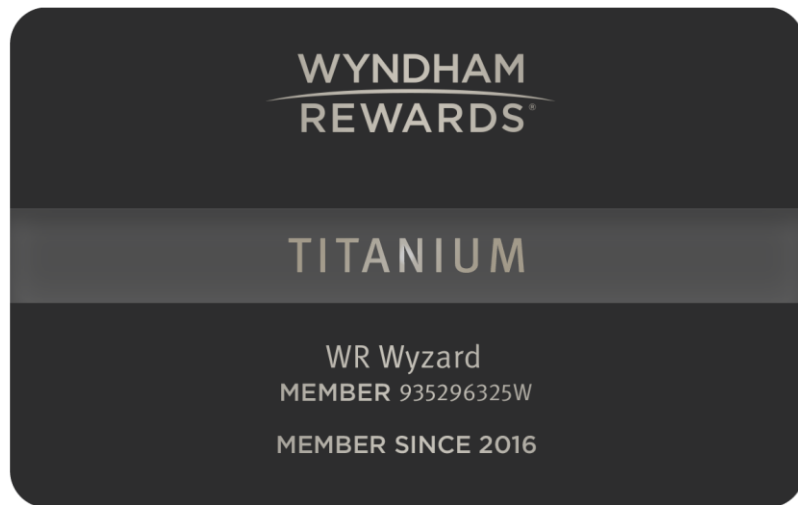 WYNDHAM
REWARDS®
TITANIUM
WR Wyzard
MEMBER 935296325W
MEMBER SINCE 2016